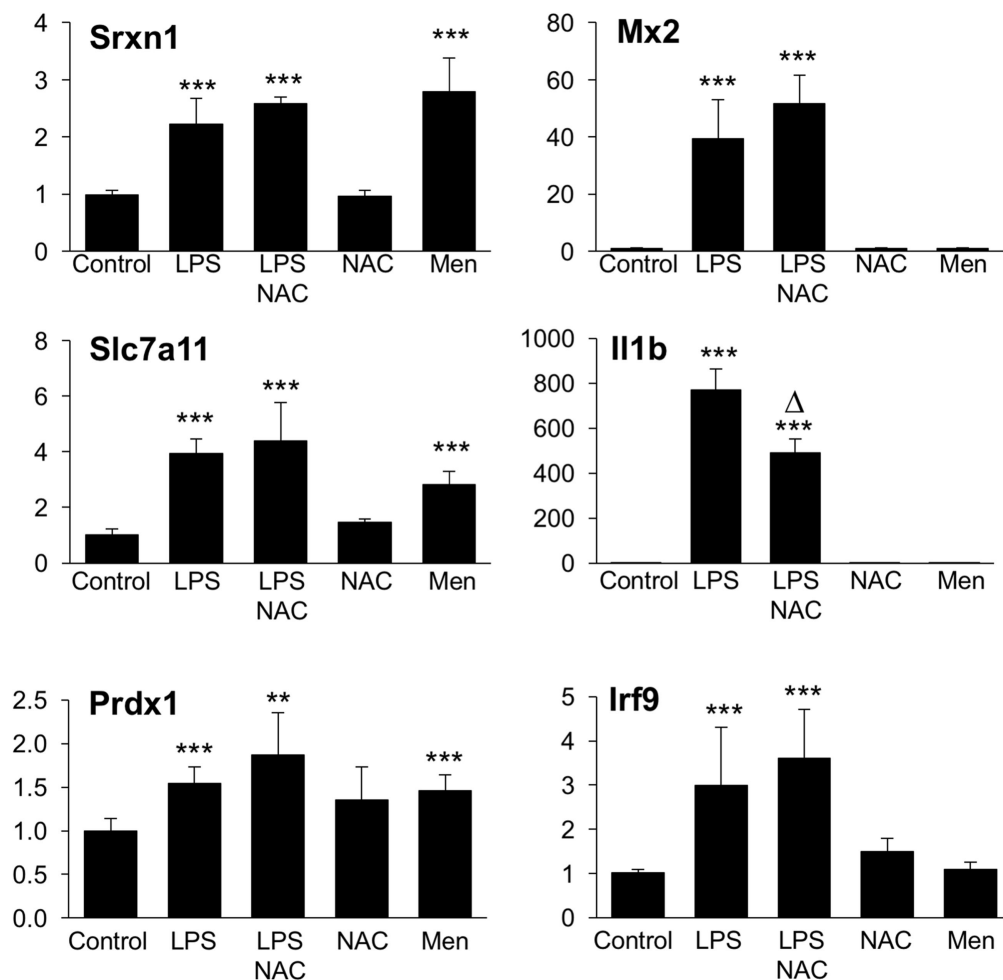 Srxn1
4
3
2
1
0
***
***
***
Control LPS LPS NAC Men
NAC
Mx2
80
60
40
20
0
***
***
Control LPS LPS NAC Men
NAC
Slc7a11
8
6
4
2
0
***
***
***
Control LPS LPS NAC Men
NAC
Il1b
1000
800
600
400
200
0
***
Δ
***
Control LPS LPS NAC Men
NAC
Prdx1
2.5
2.0
1.5
1.0
0.5
0.0
***
**
***
Control LPS LPS NAC Men
NAC
Irf9
5
4
3
2
1
0
***
***
Control LPS LPS NAC Men
NAC